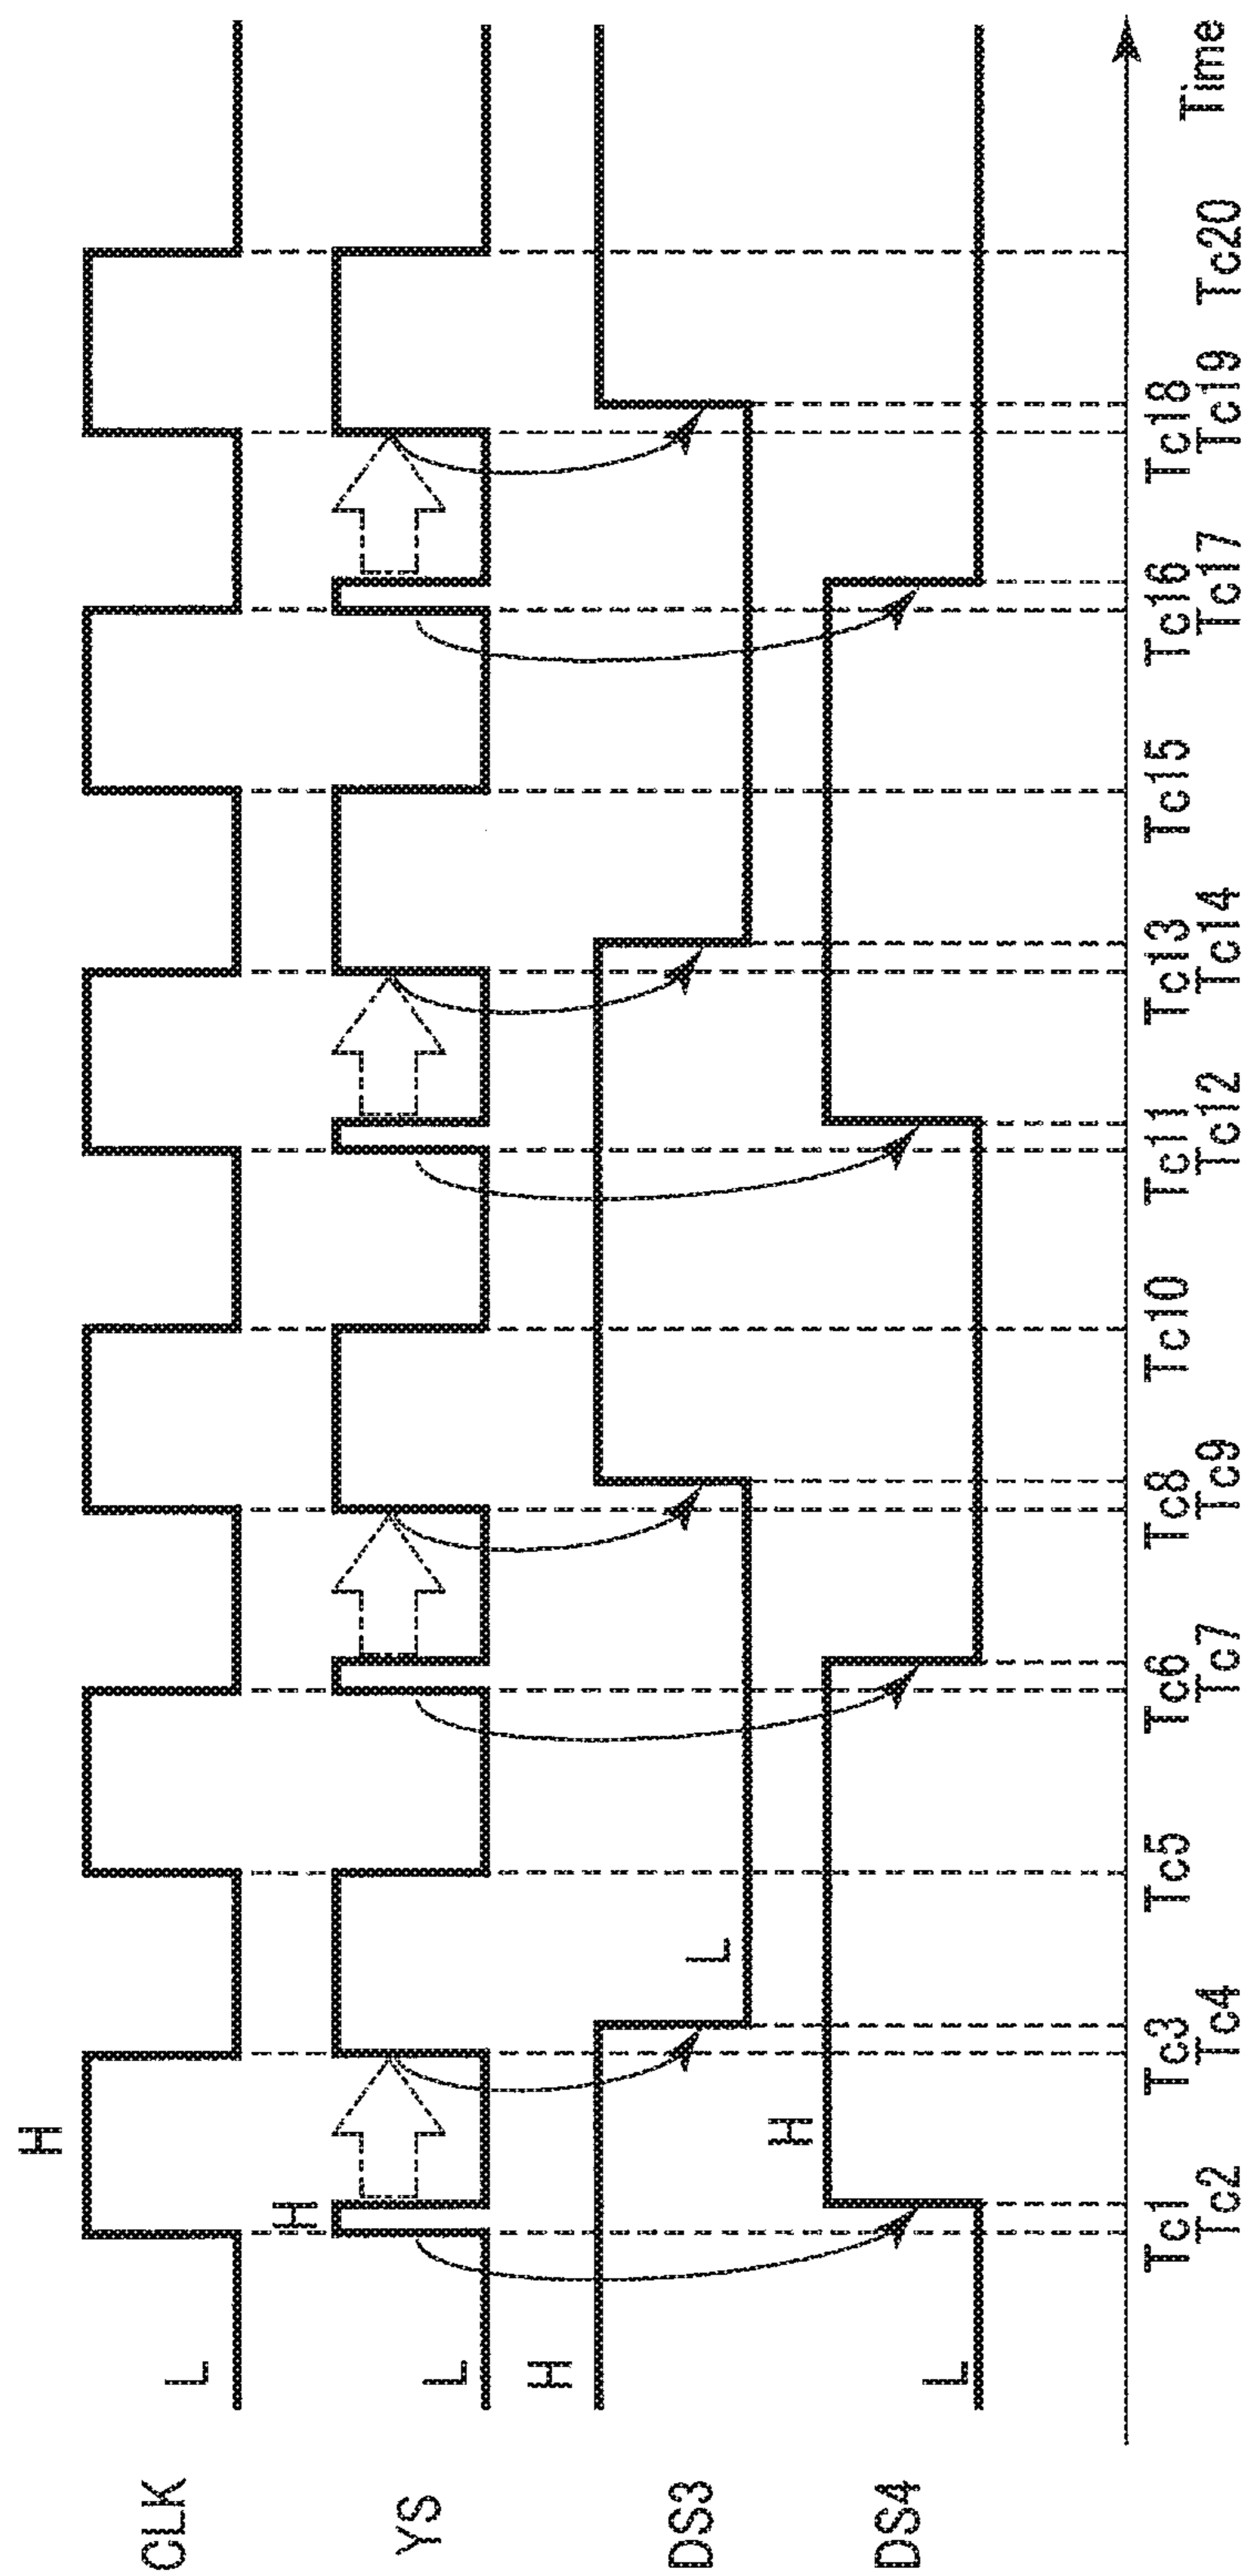 CLK
H
L
YS
H
L
DS3
H
L
DS4
H
L
Tc1 Tc3 Tc5 Tc6 Tc8 Tc10 Tc11 Tc13 Tc15 Tc16 Tc18
Tc2 Tc4 Tc7 Tc9 Tc12 Tc14 Tc17 Tc19 Tc20
Time